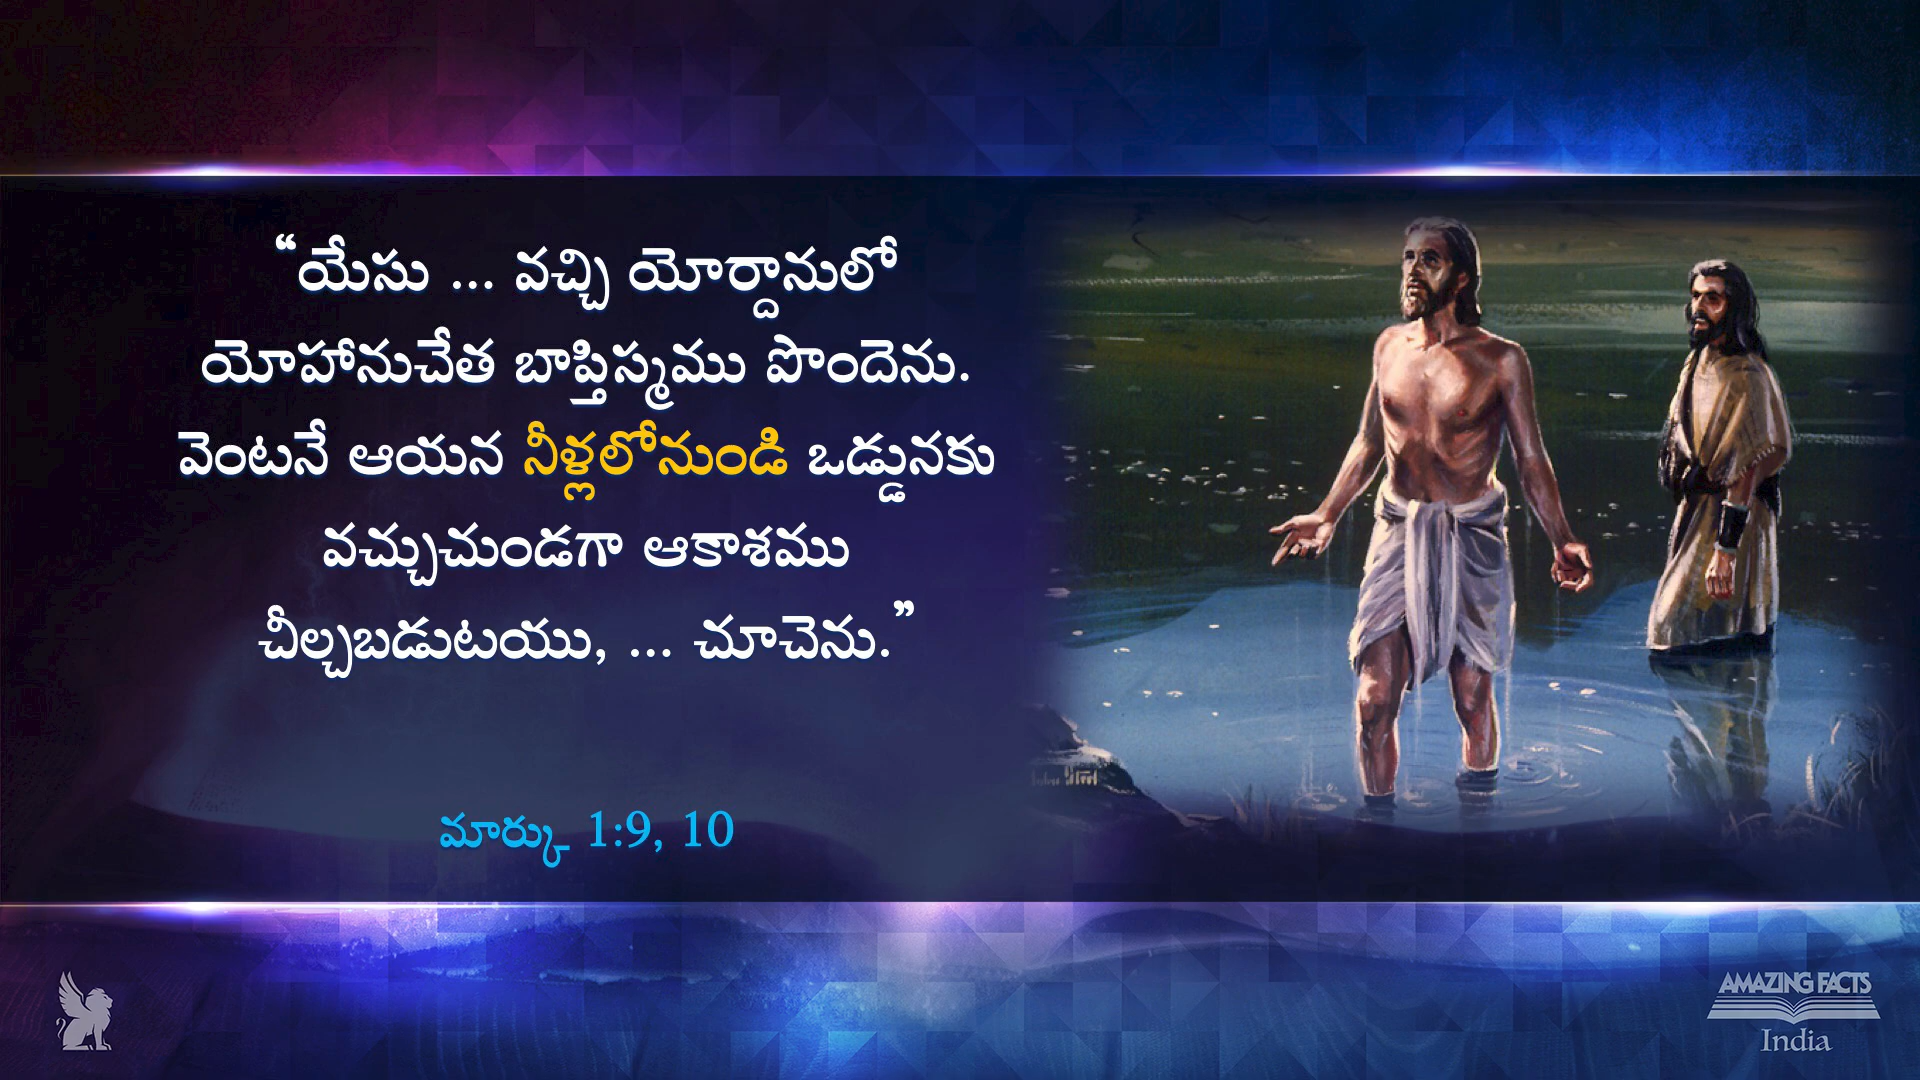 “యేసు ... వచ్చి యోర్దానులో
యోహానుచేత బాప్తిస్మము పొందెను.
వెంటనే ఆయన నీళ్లలోనుండి ఒడ్డునకు
వచ్చుచుండగా ఆకాశము
చీల్చబడుటయు, ... చూచెను.”
మార్కు 1:9, 10
AMAZING FACTS
India